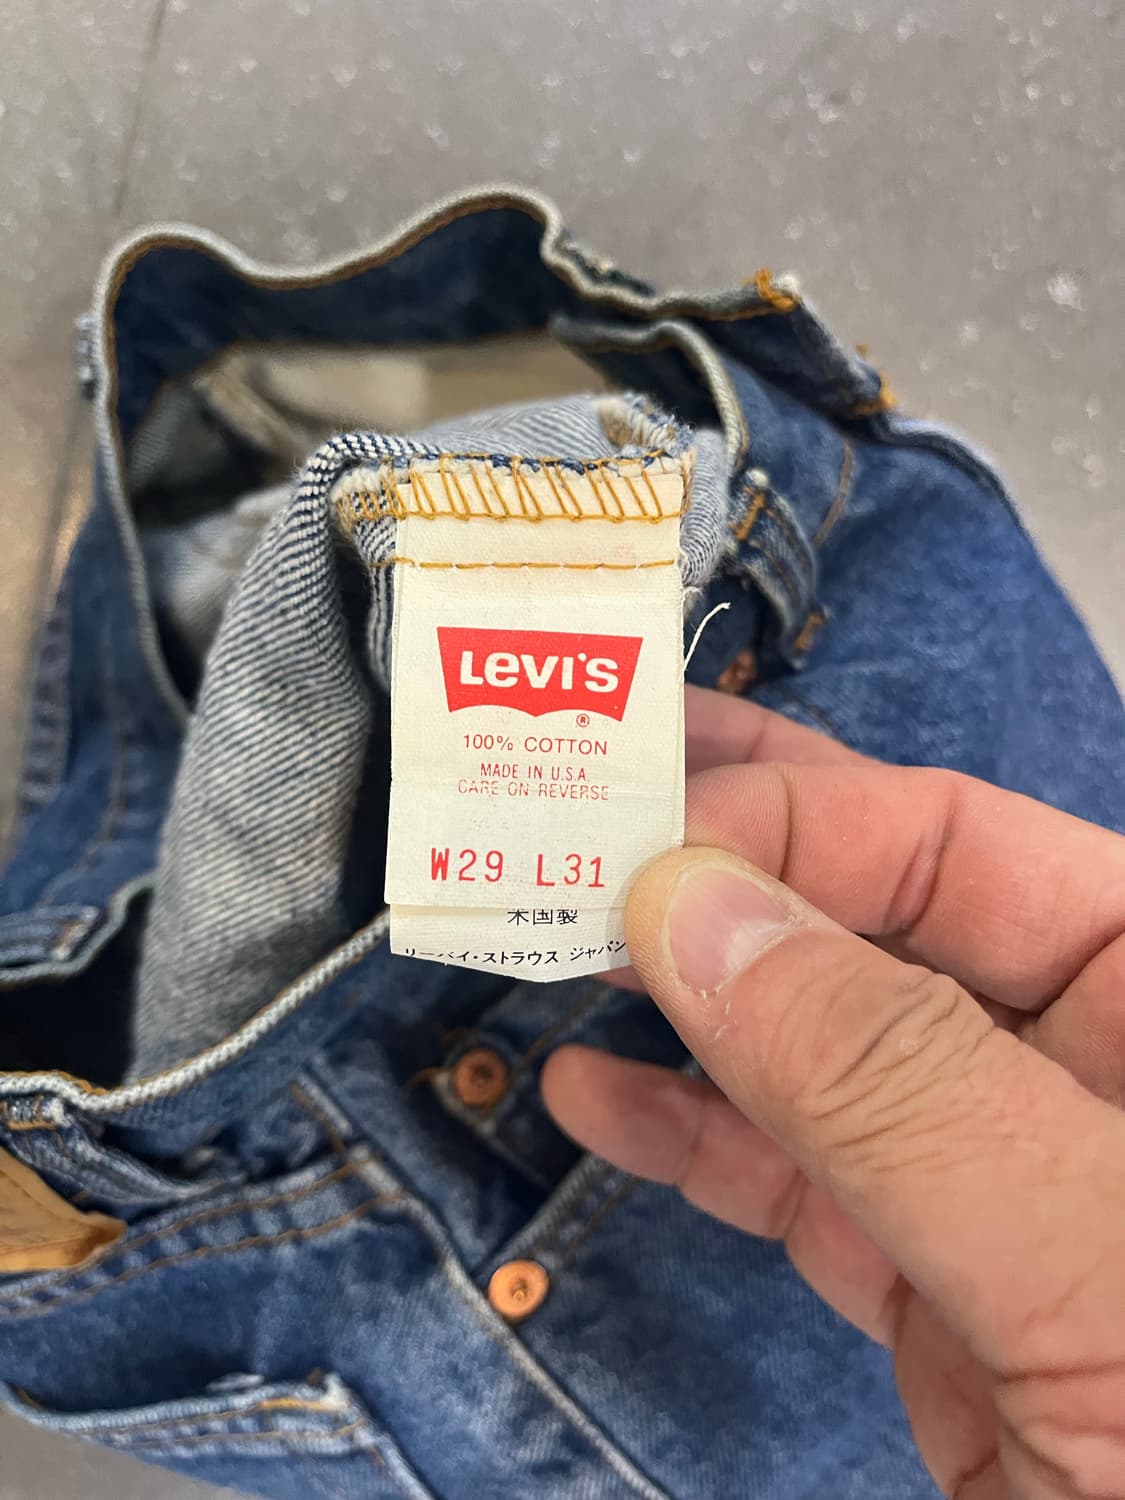 LEVI'S
®
100% COTTON
MADE IN U.S.A.
CARE ON REVERSE
W29 L31
米国製
リーバイ・ストラウス ジャパン